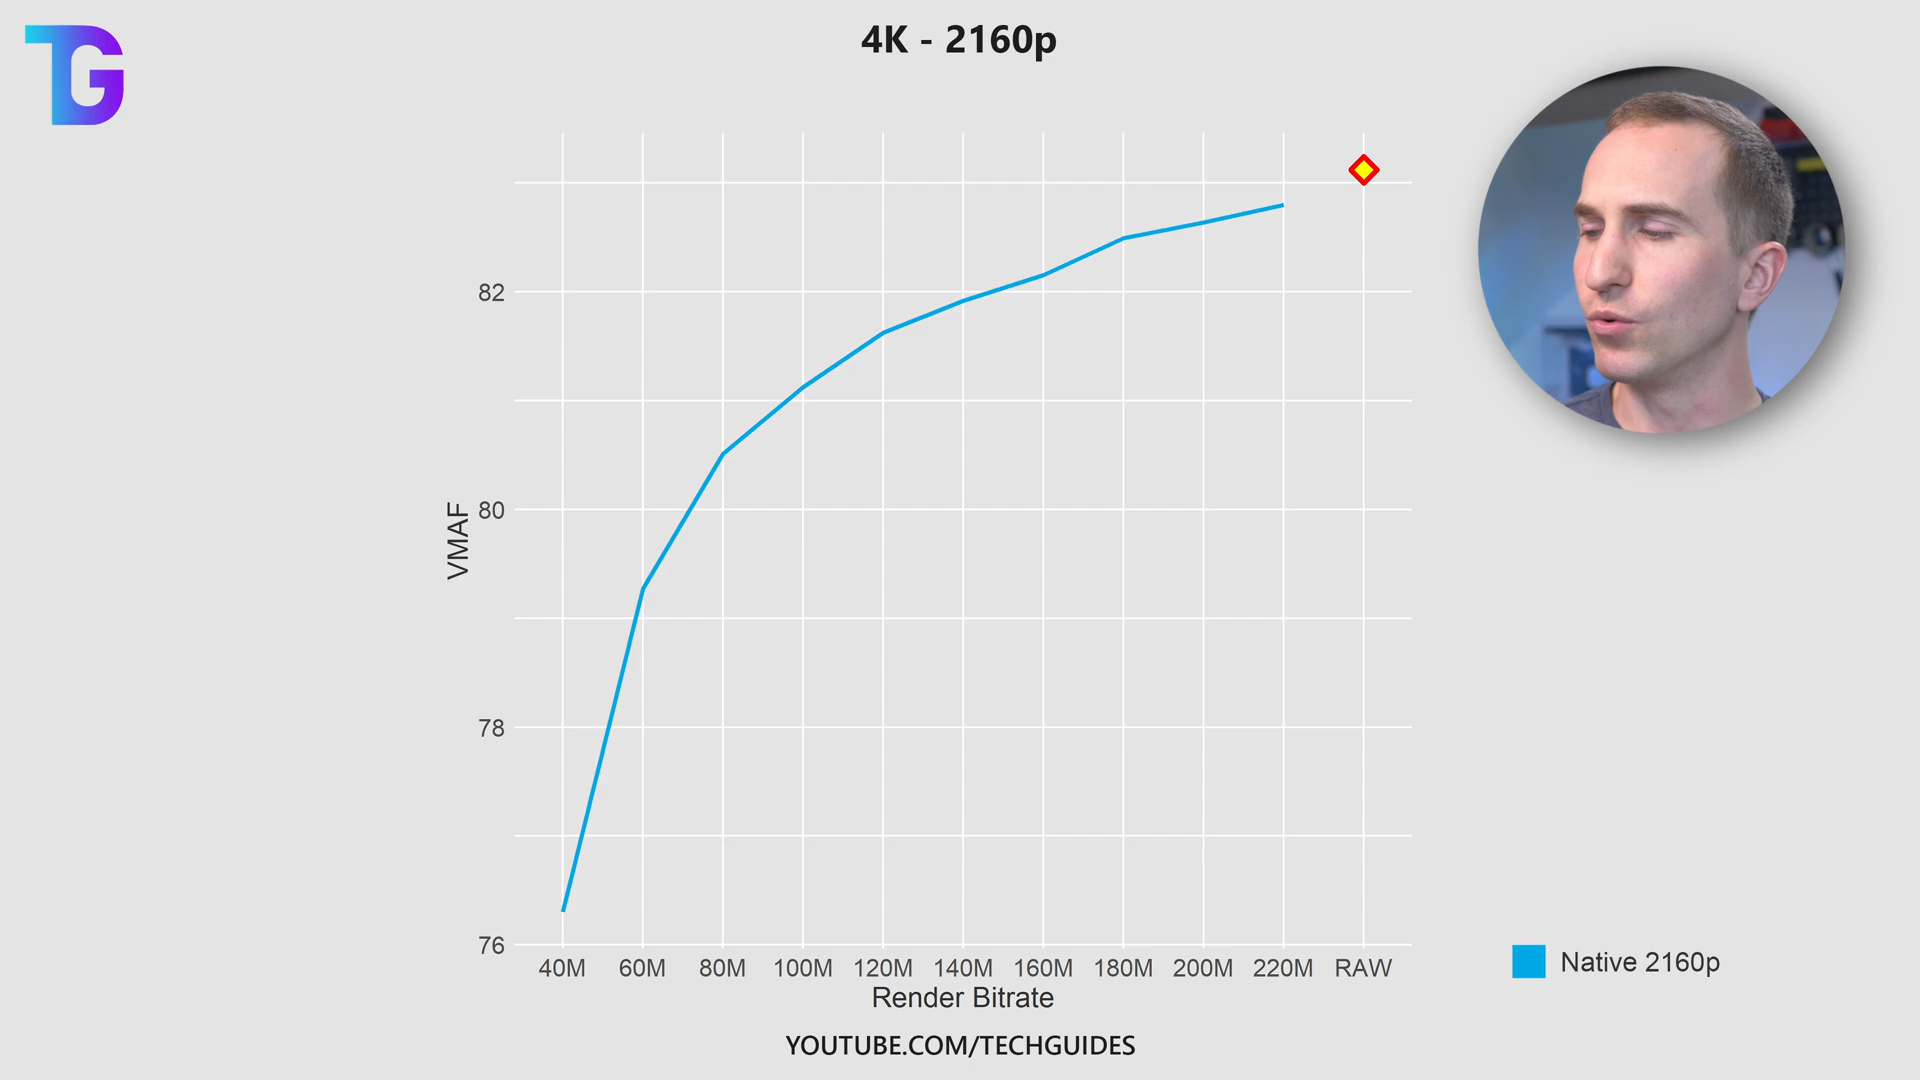 TG
4K - 2160p
82
80
78
76
VMAF
40M 60M 80M 100M 120M 140M 160M 180M 200M 220M RAW
Render Bitrate
Native 2160p
YOUTUBE.COM/TECHGUIDES